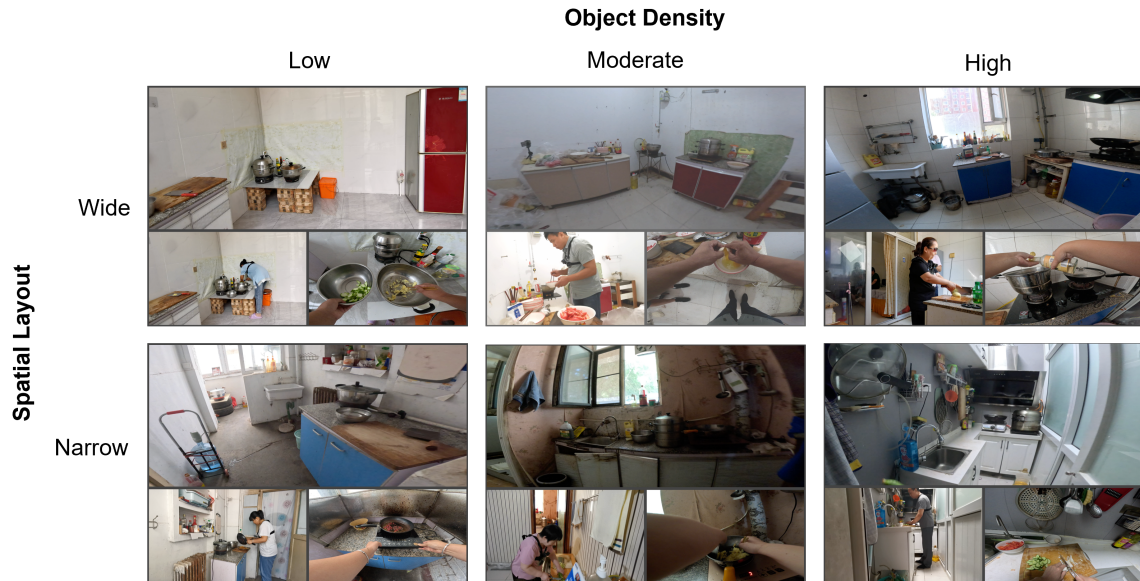 Object Density
Low
Moderate
High
Wide
Narrow
Spatial Layout